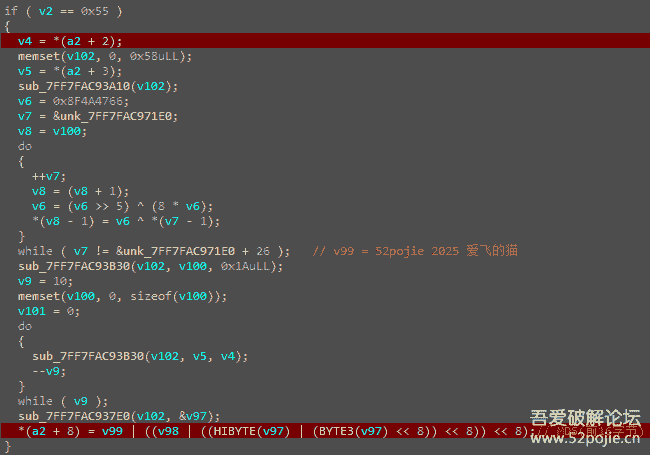 if ( v2 == 0x55 )
{
v4 = *(a2 + 2);
memset(v102, 0, 0x58uLL);
v5 = *(a2 + 3);
sub_7FF7FAC93A10(v102);
v6 = 0x8F4A4766;
v7 = &unk_7FF7FAC971E0;
v8 = v100;
do
{
++v7;
v8 = (v8 + 1);
v6 = (v6 >> 5) ^ (8 * v6);
*(v8 - 1) = v6 ^ *(v7 - 1);
}
while ( v7 != &unk_7FF7FAC971E0 + 26 ); // v99 = 52pojie 2025 爱飞的猫
sub_7FF7FAC93B30(v102, v100, 0x1AuLL);
v9 = 10;
memset(v100, 0, sizeof(v100));
v101 = 0;
do
{
sub_7FF7FAC93B30(v102, v5, v4);
--v9;
}
while ( v9 );
sub_7FF7FAC937E0(v102, &v97);
*(a2 + 8) = v99 | ((v98 | ((HIBYTE(v97) | (BYTE3(v97) << 8)) << 8)) << 8); //
}
吾爱破解论坛
www.52pojie.cn